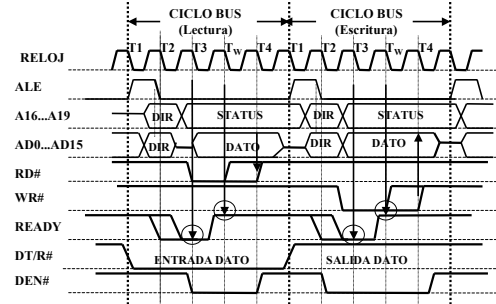 CICLO BUS CICLO BUS
(Lectura) (Escritura)
RELOJ T1 T2 T3 TW T4 T1 T2 T3 TW T4
ALE
A16...A19 DIR STATUS DIR STATUS
AD0...AD15 DIR DATO DIR DATO
RD#
WR#
READY
DT/R# ENTRADA DATO SALIDA DATO
DEN#